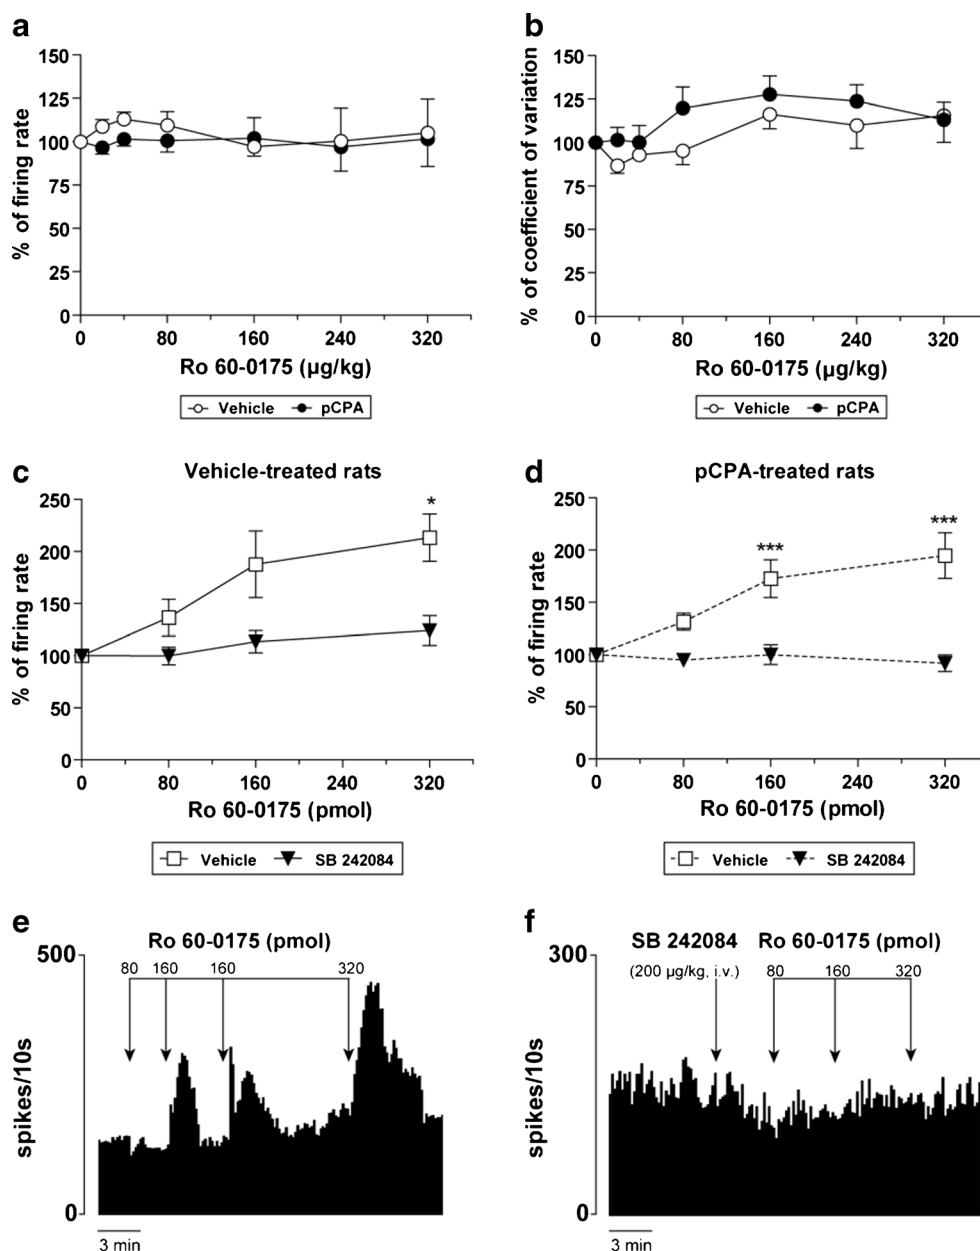 a
% of firing rate
150
125
100
75
50
25
0
0 80 160 240 320
Ro 60-0175 (µg/kg)
Vehicle pCPA
b
% of coefficient of variation
150
125
100
75
50
25
0
0 80 160 240 320
Ro 60-0175 (µg/kg)
Vehicle pCPA
c
Vehicle-treated rats
% of firing rate
250
200
150
100
50
0
*
0 80 160 240 320
Ro 60-0175 (pmol)
Vehicle SB 242084
d
pCPA-treated rats
% of firing rate
250
200
150
100
50
0
***
***
0 80 160 240 320
Ro 60-0175 (pmol)
Vehicle SB 242084
e
Ro 60-0175 (pmol)
80 160 160 320
500
spikes/10s
0
3 min
f
SB 242084 Ro 60-0175 (pmol)
(200 µg/kg, i.v.) 80 160 320
300
spikes/10s
0
3 min